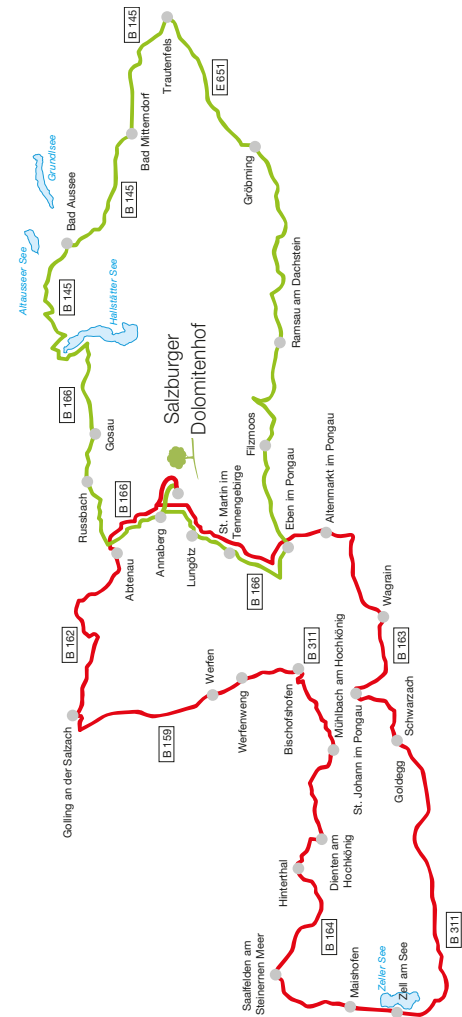 Altausseer See
Grundlsee
B 145
Bad Aussee
Golling an der Salzach
B 162
B 166
Russbach
Gosau
Hallstätter See
B 145
Bad Mitterndorf
B 145
Trautenfels
Abtenau
B 166
Annaberg
Salzburger
Dolomitenhof
B 159
Lungötz
Werfen
Werfenweng
St. Martin im
Tennengebirge
B 166
E 651
Gröbming
Filzmoos
Ramsau am Dachstein
Saalfelden am
Steinernen Meer
Hinterthal
Bischofshofen
B 311
Eben im Pongau
B 164
Dienten am
Hochkönig
Mühlbach am Hochkönig
Altenmarkt im Pongau
Maishofen
St. Johann im Pongau
Wagrain
B 163
Zeller See
Zell am See
Goldegg
Schwarzach
B 311